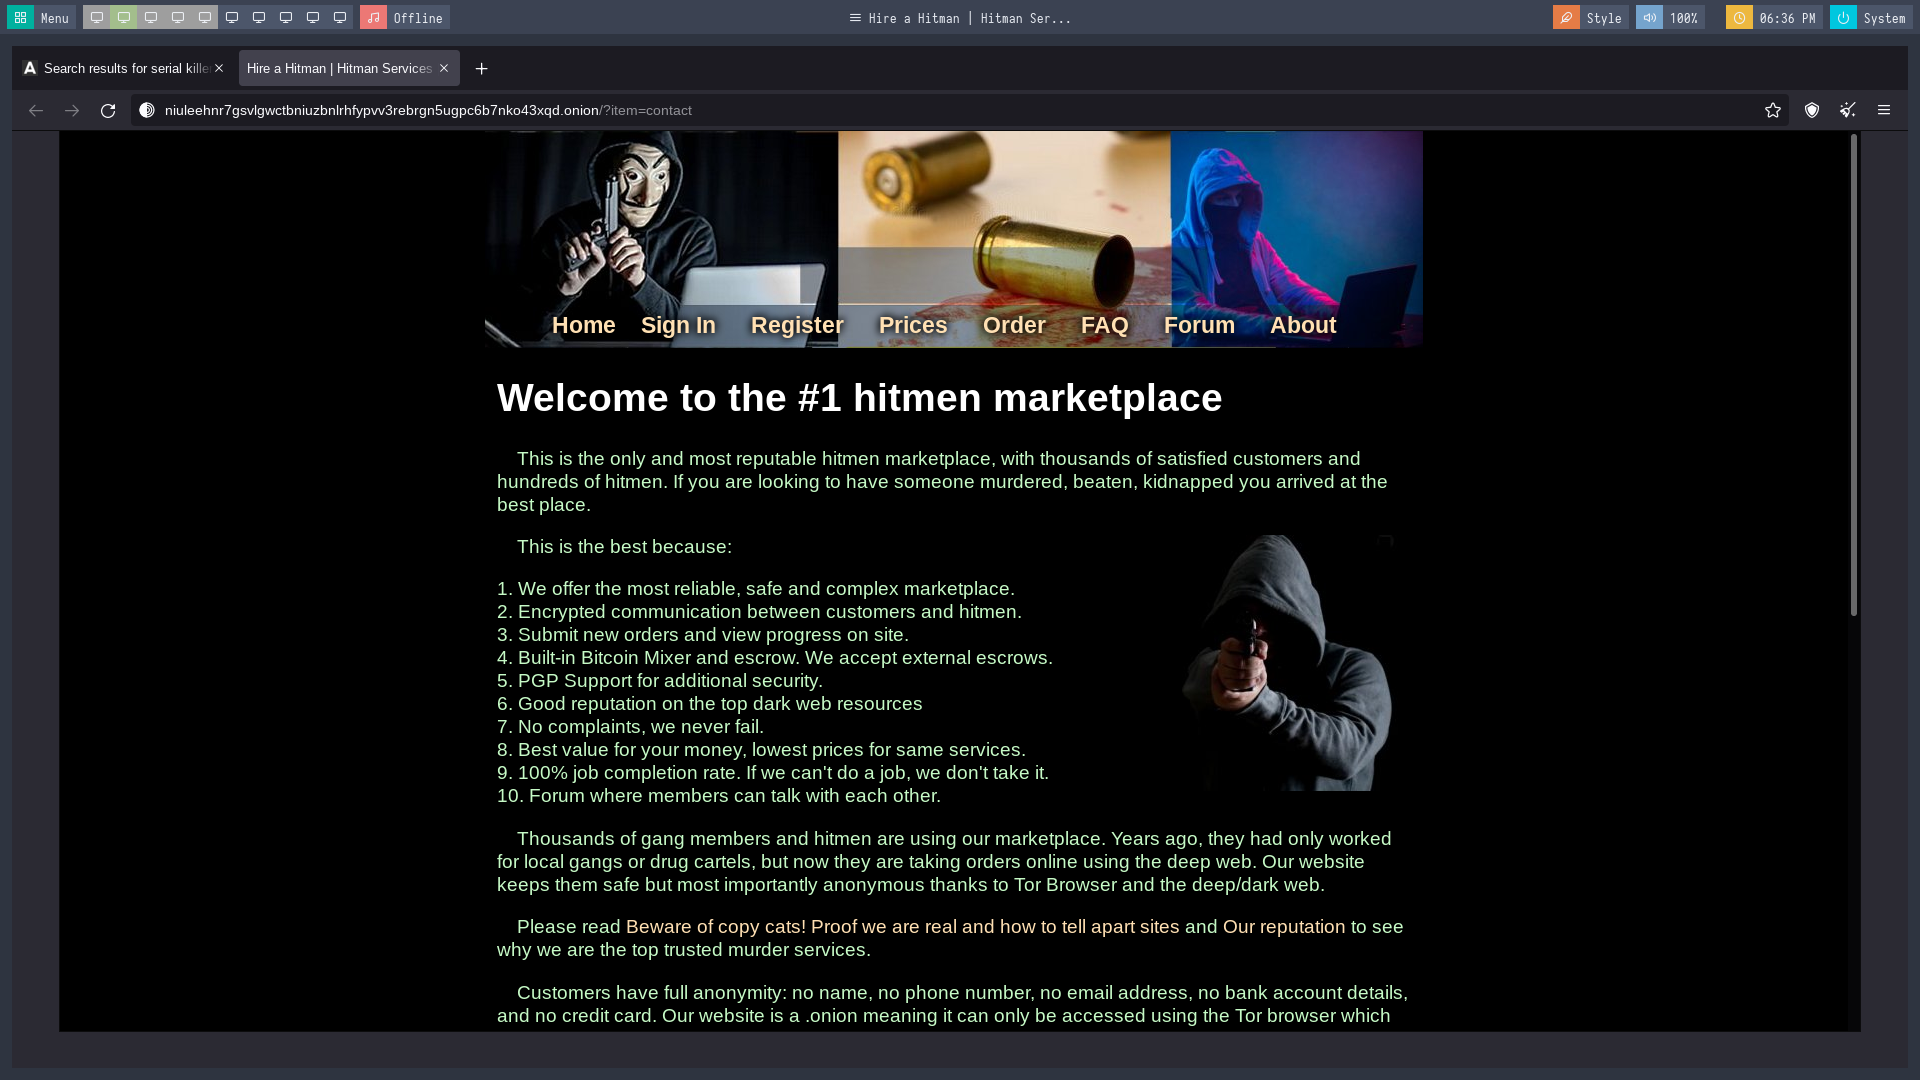 Menu
Offline
Hire a Hitman | Hitman Ser...
Style
100%
06:36 PM
System
Search results for serial killer
Hire a Hitman | Hitman Services
niuleehnr7gsvlgwctbniuzbnlrhfypvv3rebrgn5ugpc6b7nko43xqd.onion/?item=contact
Home Sign In Register Prices Order FAQ Forum About
Welcome to the #1 hitmen marketplace
This is the only and most reputable hitmen marketplace, with thousands of satisfied customers and
hundreds of hitmen. If you are looking to have someone murdered, beaten, kidnapped you arrived at the
best place.
This is the best because:
1. We offer the most reliable, safe and complex marketplace.
2. Encrypted communication between customers and hitmen.
3. Submit new orders and view progress on site.
4. Built-in Bitcoin Mixer and escrow. We accept external escrows.
5. PGP Support for additional security.
6. Good reputation on the top dark web resources
7. No complaints, we never fail.
8. Best value for your money, lowest prices for same services.
9. 100% job completion rate. If we can't do a job, we don't take it.
10. Forum where members can talk with each other.
Thousands of gang members and hitmen are using our marketplace. Years ago, they had only worked
for local gangs or drug cartels, but now they are taking orders online using the deep web. Our website
keeps them safe but most importantly anonymous thanks to Tor Browser and the deep/dark web.
Please read Beware of copy cats! Proof we are real and how to tell apart sites and Our reputation to see
why we are the top trusted murder services.
Customers have full anonymity: no name, no phone number, no email address, no bank account details,
and no credit card. Our website is a .onion meaning it can only be accessed using the Tor browser which